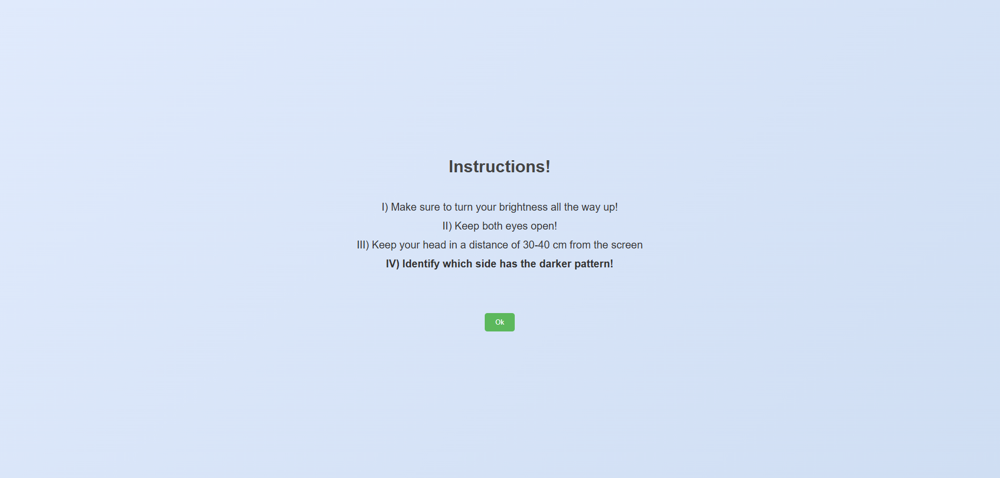 Instructions!
I) Make sure to turn your brightness all the way up!
II) Keep both eyes open!
III) Keep your head in a distance of 30-40 cm from the screen
IV) Identify which side has the darker pattern!
Ok